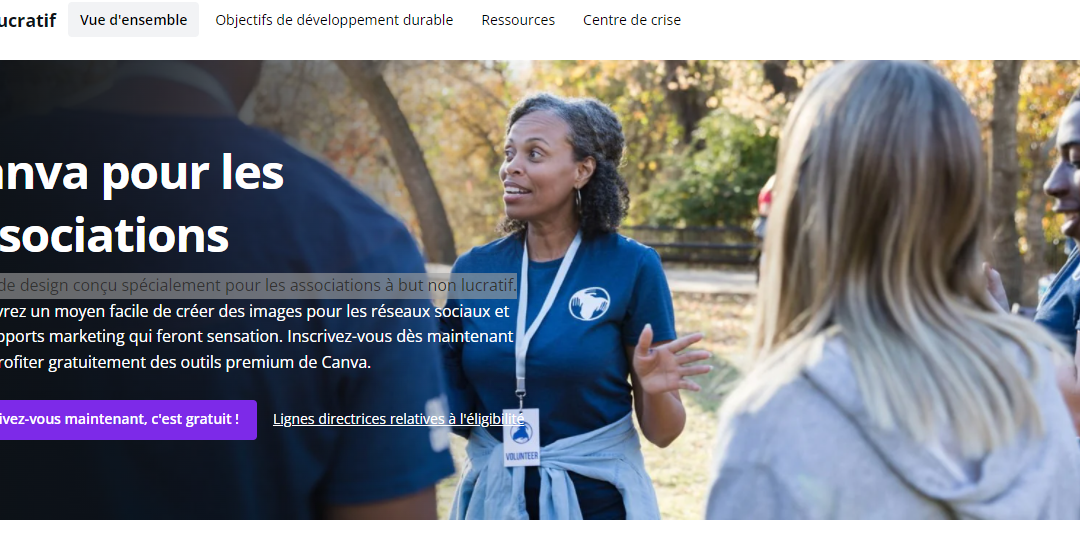 ucratif Vue d'ensemble Objectifs de développement durable Ressources Centre de crise
anva pour les
sociations
de design conçu spécialement pour les associations à but non lucratif.
vrez un moyen facile de créer des images pour les réseaux sociaux et
pports marketing qui feront sensation. Inscrivez-vous dès maintenant
rofiter gratuitement des outils premium de Canva.
ivez-vous maintenant, c'est gratuit ! Lignes directrices relatives à l'éligibilité
VOLUNTEER